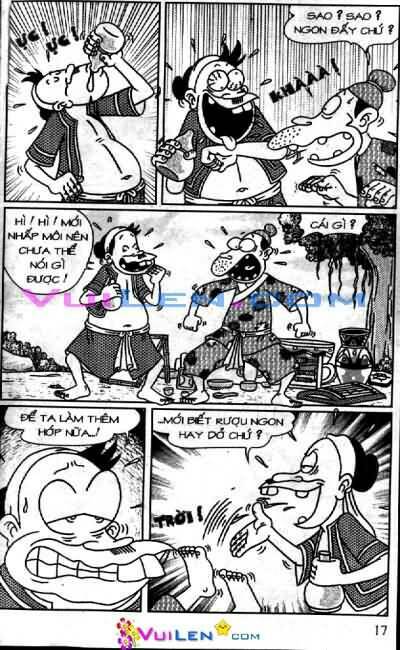 ỰC!
ỰC!
SAO? SAO?
NGON ĐẤY CHỨ?
KHÀÀÀ!
HÌ! HÌ! MỚI
NHẤP MÔI NÊN
CHƯA THỂ
NÓI GÌ
ĐƯỢC!
CÁI GÌ?
VUILEN.COM
ĐỂ TA LÀM THÊM
HỚP NỮA...!
...MỚI BIẾT RƯỢU NGON
HAY DỞ CHỨ?
TRỜI!
17
VUILEN.COM